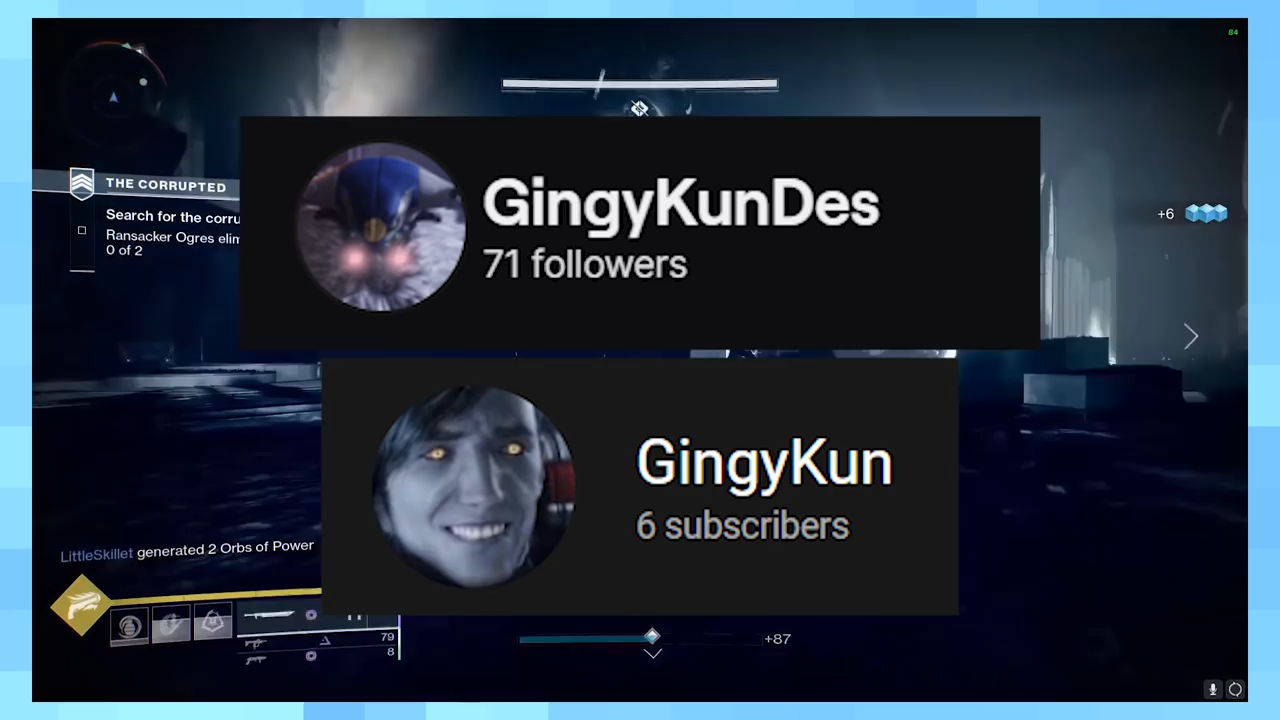 84
THE CORRUPTED
Search for the corru
Ransacker Ogres elim
0 of 2
GingyKunDes
71 followers
+6
GingyKun
6 subscribers
LittleSkillet generated 2 Orbs of Power
79
8
+87